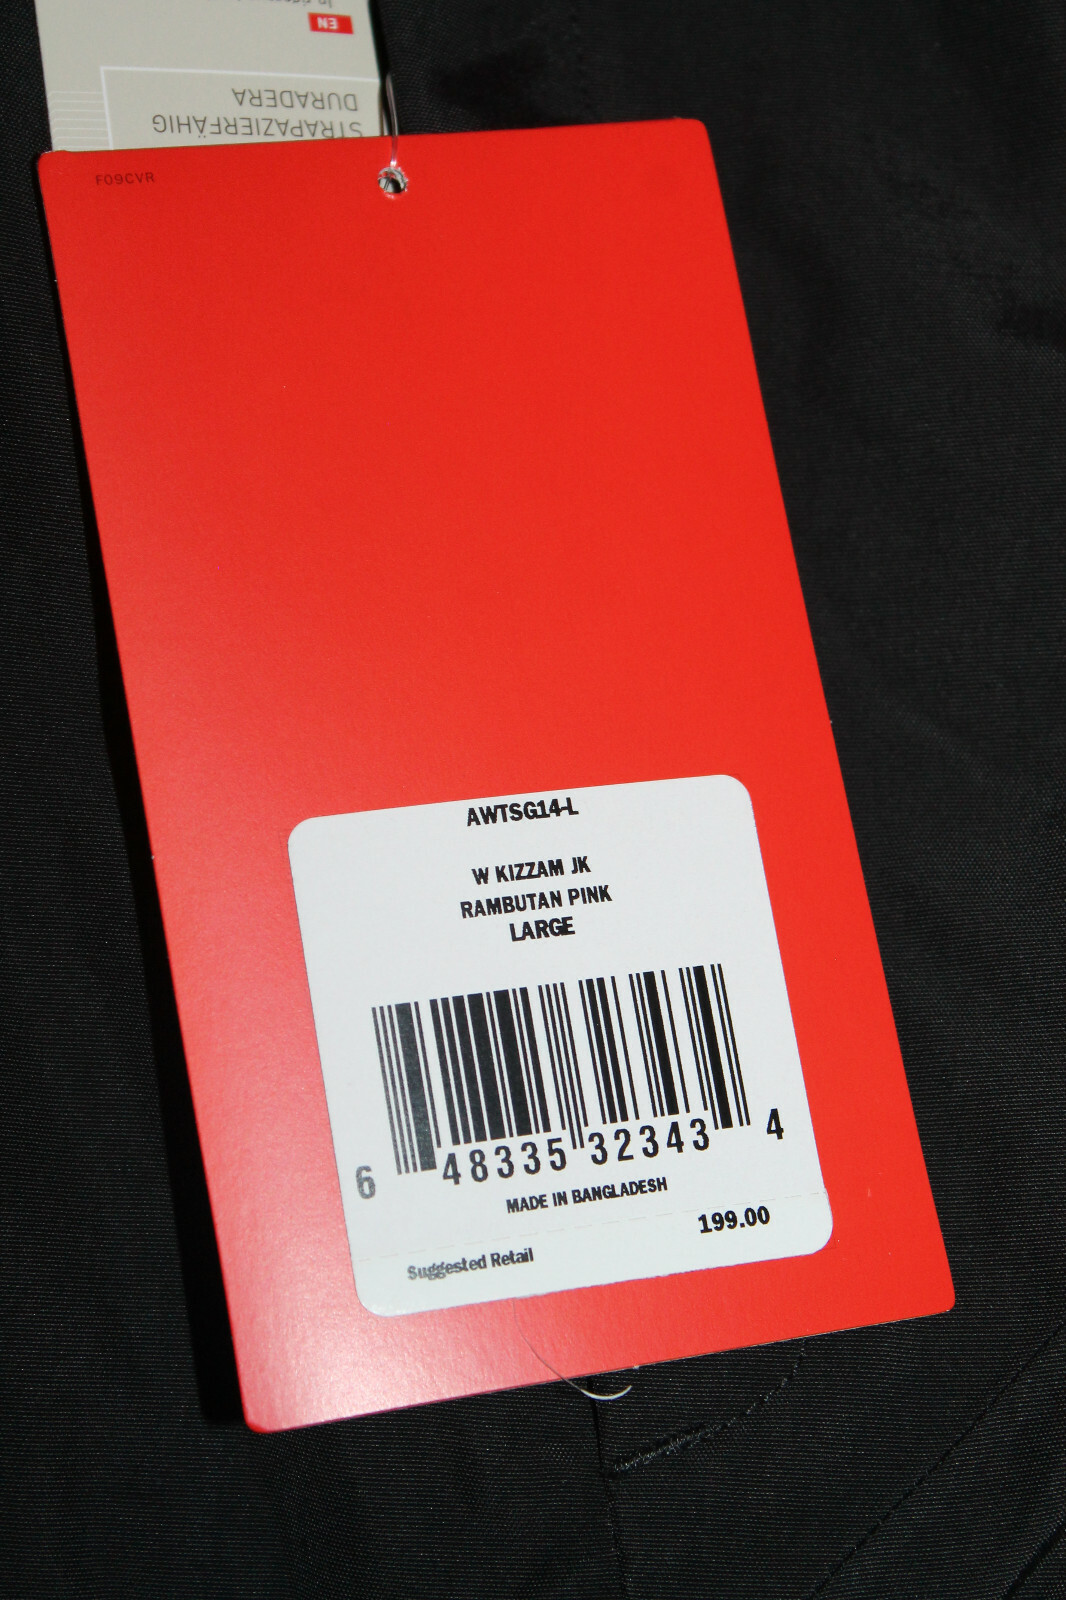 EN
DURADERA
STRAPAZIERFÄHIG
F09CVR
AWTSG14-L
W KIZZAM JK
RAMBUTAN PINK
LARGE
6 48335 32343 4
MADE IN BANGLADESH
199.00
Suggested Retail